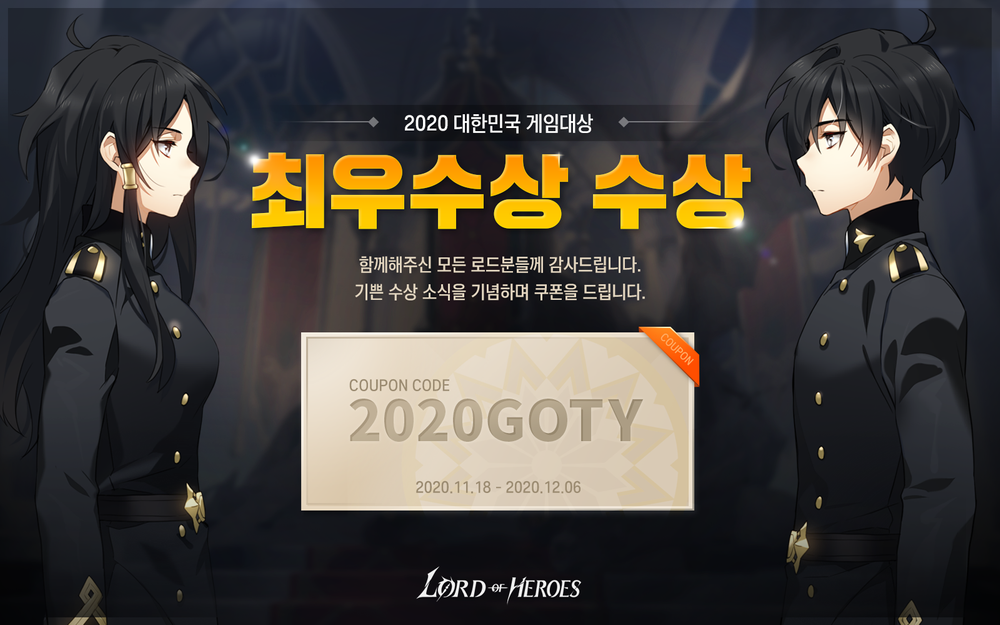 2020 대한민국 게임대상
최우수상 수상
함께해주신 모든 로드분들께 감사드립니다.
기쁜 수상 소식을 기념하며 쿠폰을 드립니다.
COUPON
COUPON CODE
2020GOTY
2020.11.18 - 2020.12.06
LORD OF HEROES